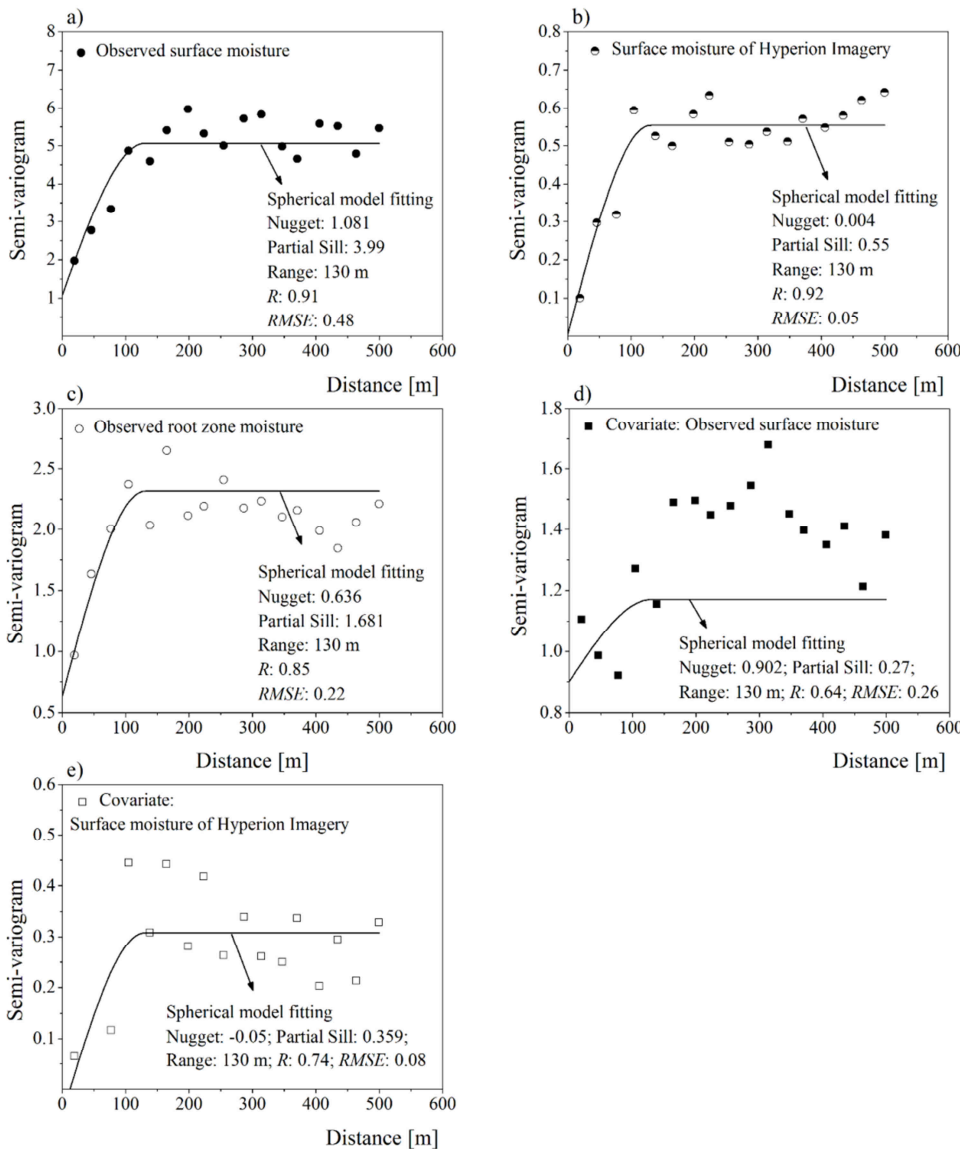 a)
● Observed surface moisture
8
7
6
5
4
3
2
1
Semi-variogram
Spherical model fitting
Nugget: 1.081
Partial Sill: 3.99
Range: 130 m
R: 0.91
RMSE: 0.48
0 100 200 300 400 500 600
Distance [m]
b)
Surface moisture of Hyperion Imagery
0.8
0.7
0.6
0.5
0.4
0.3
0.2
0.1
Semi-variogram
Spherical model fitting
Nugget: 0.004
Partial Sill: 0.55
Range: 130 m
R: 0.92
RMSE: 0.05
0 100 200 300 400 500 600
Distance [m]
c)
○ Observed root zone moisture
3.0
2.5
2.0
1.5
1.0
0.5
Semi-variogram
Spherical model fitting
Nugget: 0.636
Partial Sill: 1.681
Range: 130 m
R: 0.85
RMSE: 0.22
0 100 200 300 400 500 600
Distance [m]
d)
■ Covariate: Observed surface moisture
1.8
1.6
1.4
1.2
1.0
0.8
Semi-variogram
Spherical model fitting
Nugget: 0.902; Partial Sill: 0.27;
Range: 130 m; R: 0.64; RMSE: 0.26
0 100 200 300 400 500 600
Distance [m]
e)
□ Covariate:
Surface moisture of Hyperion Imagery
0.6
0.5
0.4
0.3
0.2
0.1
Semi-variogram
Spherical model fitting
Nugget: -0.05; Partial Sill: 0.359;
Range: 130 m; R: 0.74; RMSE: 0.08
0 100 200 300 400 500 600
Distance [m]